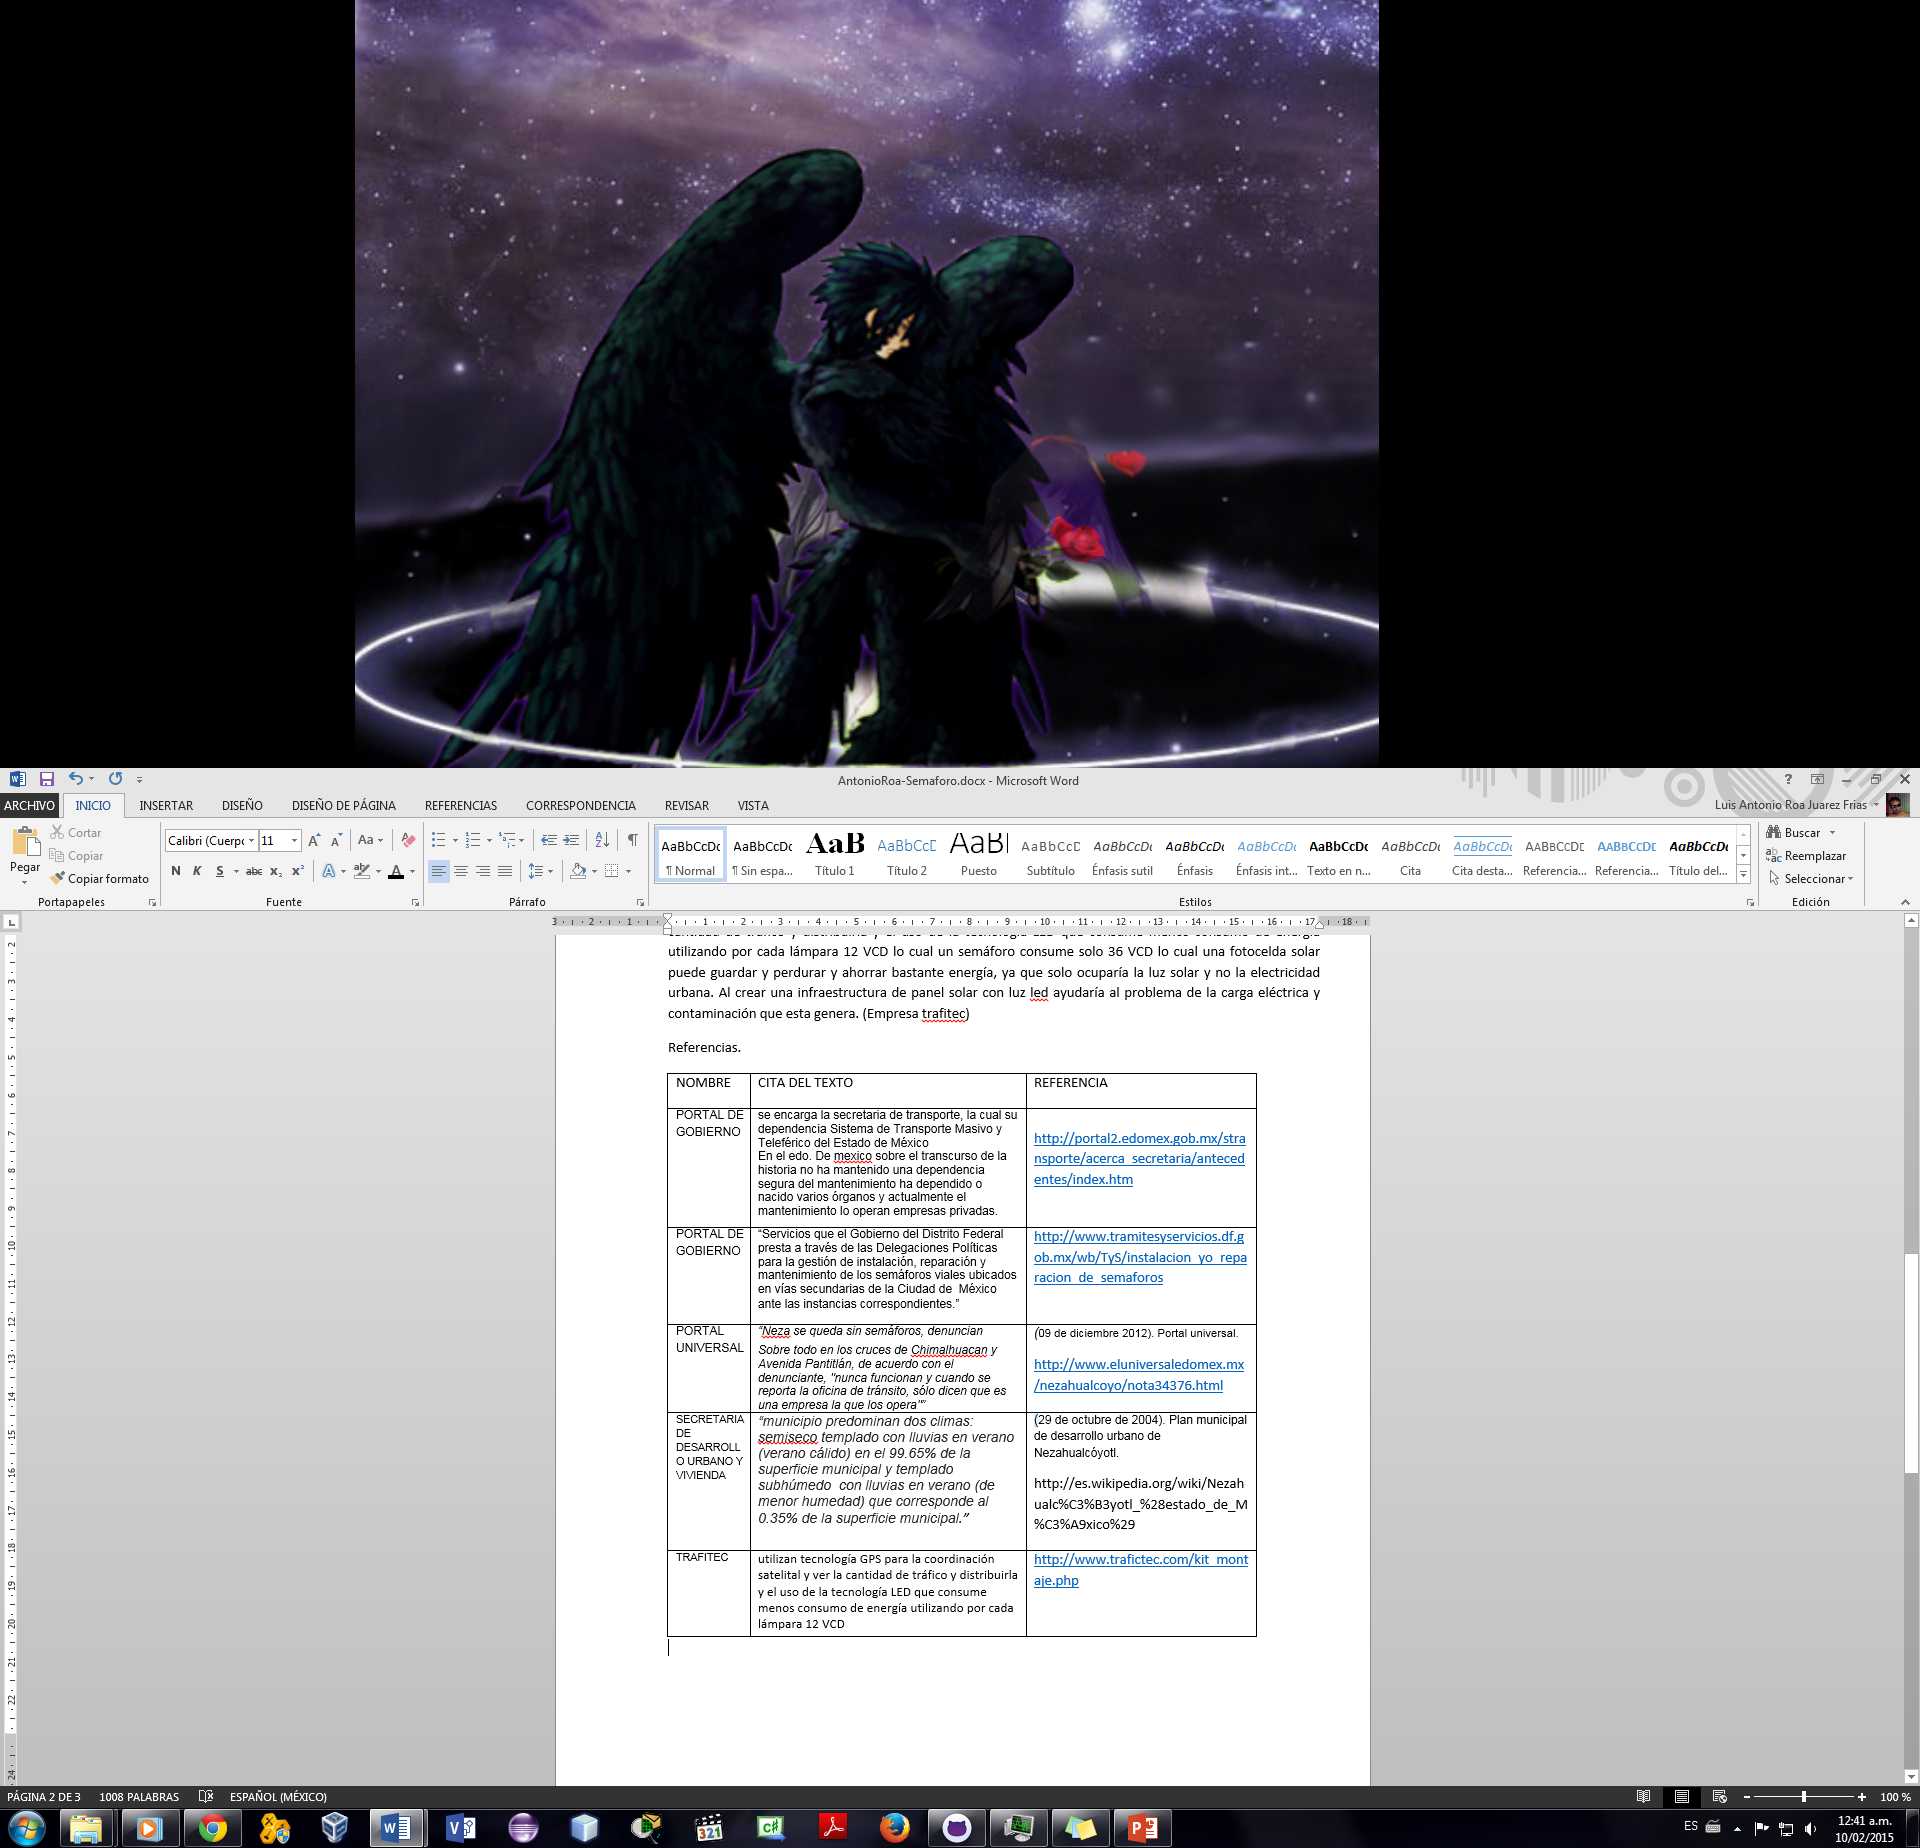 AntonioRoa-Semaforo.docx - Microsoft Word
ARCHIVO INICIO INSERTAR DISEÑO DISEÑO DE PÁGINA REFERENCIAS CORRESPONDENCIA REVISAR VISTA
Luis Antonio Roa Juarez Frias
Pegar
Cortar
Copiar
Copiar formato
Portapapeles
Calibri (Cuerpo 11
Fuente
Párrafo
AaBbCcDc AaBbCcDc AaB AaBbCcD AaBl AaBbCcD AaBbCcDc AaBbCcDc AaBbCcDc AaBbCcDc AaBbCcDc AaBbCcDc AaBbCcDd AaBbCcDd AaBbCcDc
¶ Normal ¶ Sin espa... Título 1 Título 2 Puesto Subtítulo Énfasis sutil Énfasis Énfasis int... Texto en n... Cita Cita desta... Referencia... Referencia... Título del...
Estilos
Buscar
Reemplazar
Seleccionar
Edición
utilizando por cada lámpara 12 VCD lo cual un semáforo consume solo 36 VCD lo cual una fotocelda solar
puede guardar y perdurar y ahorrar bastante energía, ya que solo ocuparía la luz solar y no la electricidad
urbana. Al crear una infraestructura de panel solar con luz led ayudaría al problema de la carga eléctrica y
contaminación que esta genera. (Empresa trafitec)
Referencias.
NOMBRE
CITA DEL TEXTO
REFERENCIA
PORTAL DE
GOBIERNO
se encarga la secretaria de transporte, la cual su
dependencia Sistema de Transporte Masivo y
Teleférico del Estado de México
En el edo. De mexico sobre el transcurso de la
historia no ha mantenido una dependencia
segura del mantenimiento ha dependido o
nacido varios órganos y actualmente el
mantenimiento lo operan empresas privadas.
http://portal2.edomex.gob.mx/stra
nsporte/acerca_secretaria/anteced
entes/index.htm
PORTAL DE
GOBIERNO
“Servicios que el Gobierno del Distrito Federal
presta a través de las Delegaciones Políticas
para la gestión de instalación, reparación y
mantenimiento de los semáforos viales ubicados
en vías secundarias de la Ciudad de  México
ante las instancias correspondientes.”
http://www.tramitesyservicios.df.g
ob.mx/wb/TyS/instalacion_yo_repa
racion_de_semaforos
PORTAL
UNIVERSAL
“Neza se queda sin semáforos, denuncian
Sobre todo en los cruces de Chimalhuacan y
Avenida Pantitlán, de acuerdo con el
denunciante, "nunca funcionan y cuando se
reporta la oficina de tránsito, sólo dicen que es
una empresa la que los opera"”
(09 de diciembre 2012). Portal universal.
http://www.eluniversaledomex.mx
/nezahualcoyo/nota34376.html
SECRETARIA
DE
DESARROLL
O URBANO Y
VIVIENDA
“municipio predominan dos climas:
semiseco templado con lluvias en verano
(verano cálido) en el 99.65% de la
superficie municipal y templado
subhúmedo  con lluvias en verano (de
menor humedad) que corresponde al
0.35% de la superficie municipal.”
(29 de octubre de 2004). Plan municipal
de desarrollo urbano de
Nezahualcóyotl.
http://es.wikipedia.org/wiki/Nezah
ualc%C3%B3yotl_%28estado_de_M
%C3%A9xico%29
TRAFITEC
utilizan tecnología GPS para la coordinación
satelital y ver la cantidad de tráfico y distribuirla
y el uso de la tecnología LED que consume
menos consumo de energía utilizando por cada
lámpara 12 VCD
http://www.trafictec.com/kit_mont
aje.php
PÁGINA 2 DE 3 1008 PALABRAS ESPAÑOL (MÉXICO)
100 %
ES
12:41 a.m.
10/02/2015